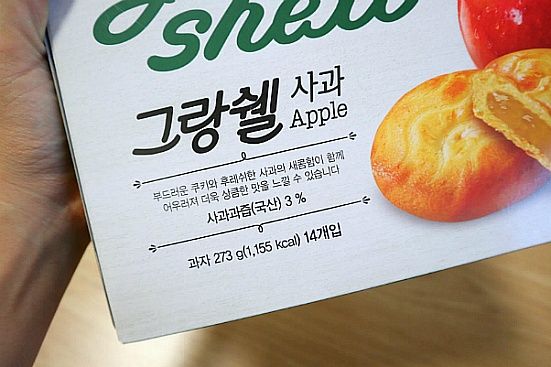 shell
그랑쉘 사과
Apple
부드러운 쿠키와 후레쉬한 사과의 새콤함이 함께
어우러져 더욱 상큼한 맛을 느낄 수 있습니다
사과과즙(국산) 3 %
과자 273 g(1,155 kcal) 14개입